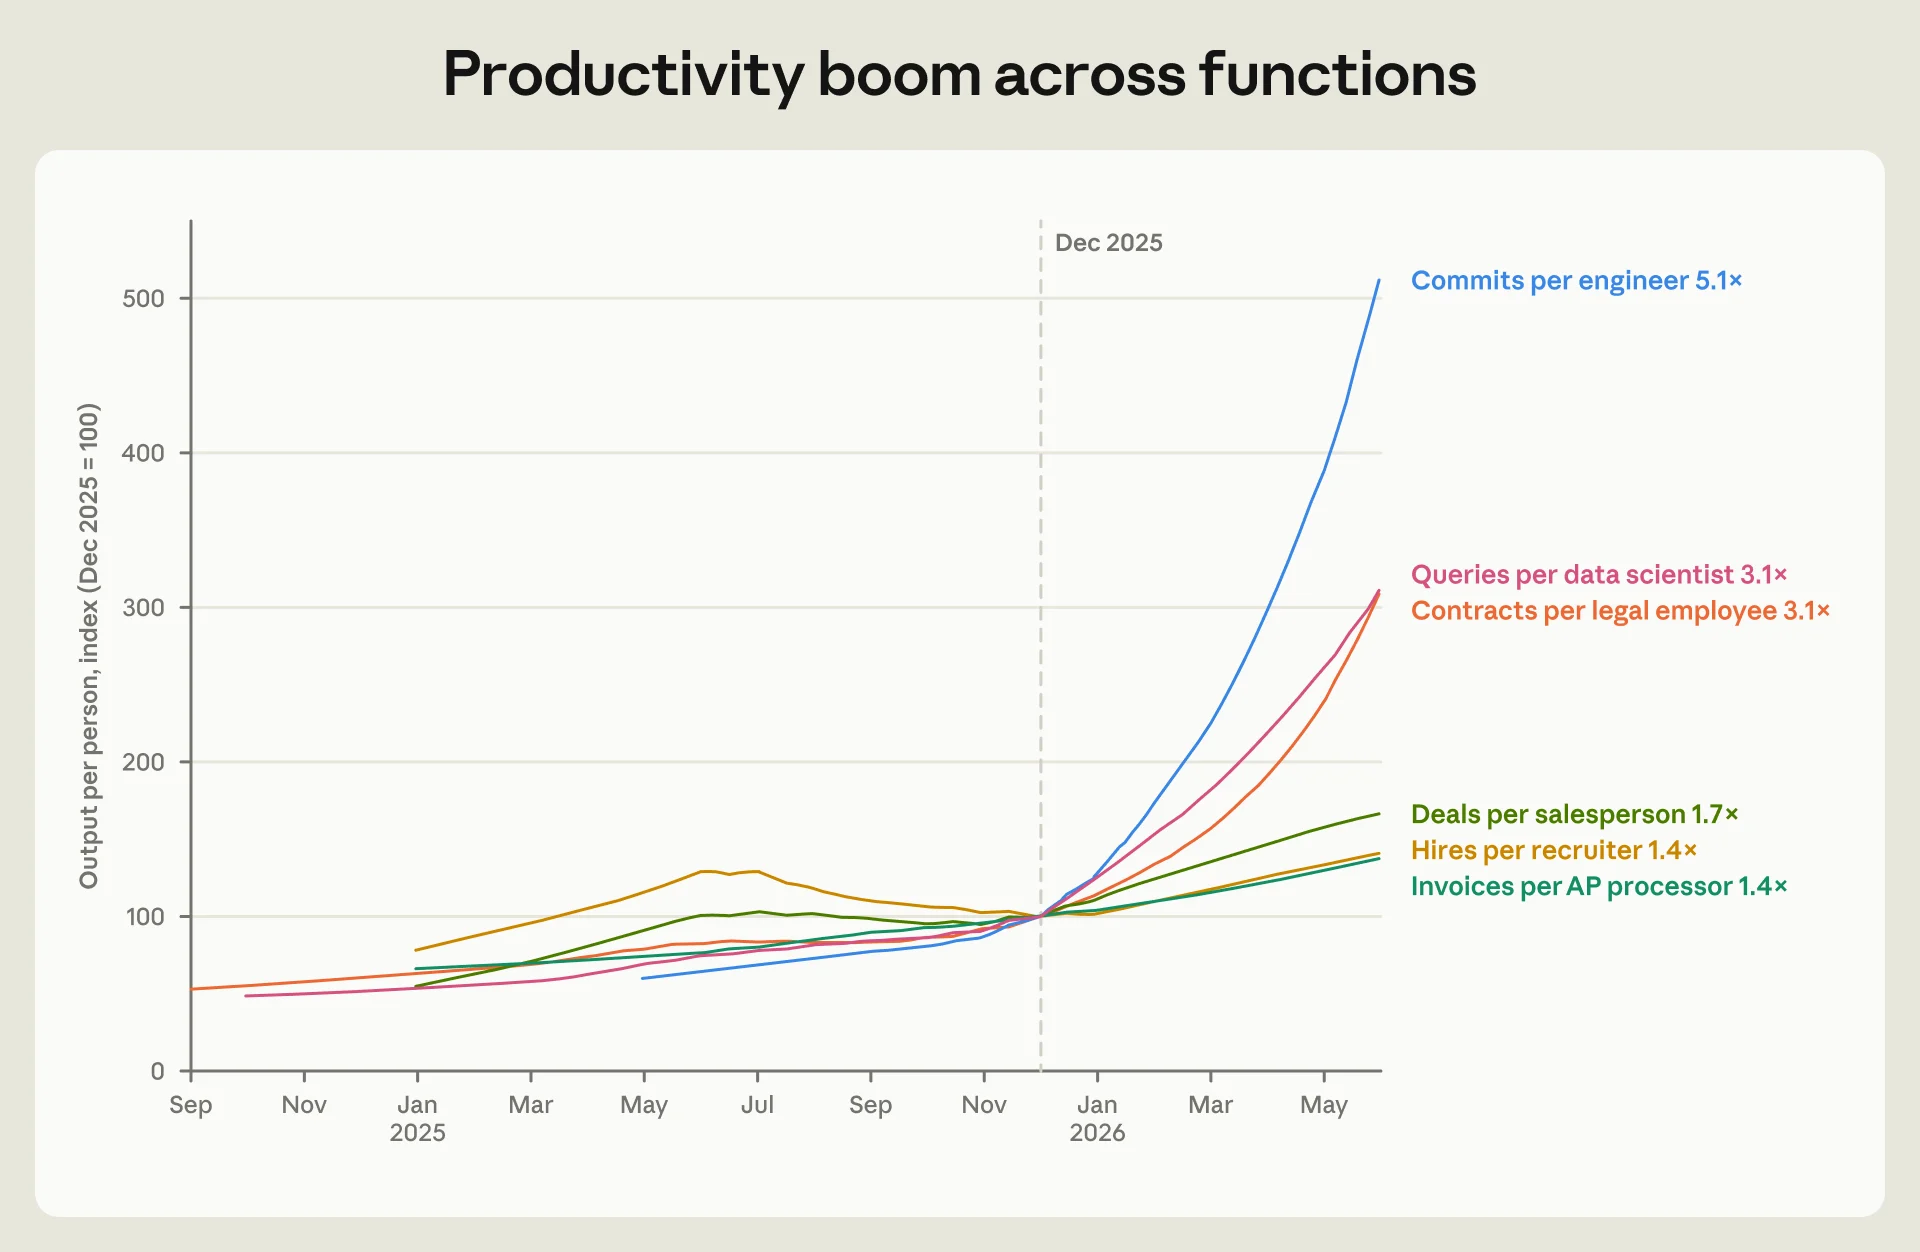 Productivity boom across functions
Output per person, index (Dec 2025 = 100)
Dec 2025
500
400
300
200
100
0
Commits per engineer 5.1×
Queries per data scientist 3.1×
Contracts per legal employee 3.1×
Deals per salesperson 1.7×
Hires per recruiter 1.4×
Invoices per AP processor 1.4×
Sep Nov Jan Mar May Jul Sep Nov Jan Mar May
2025 2026